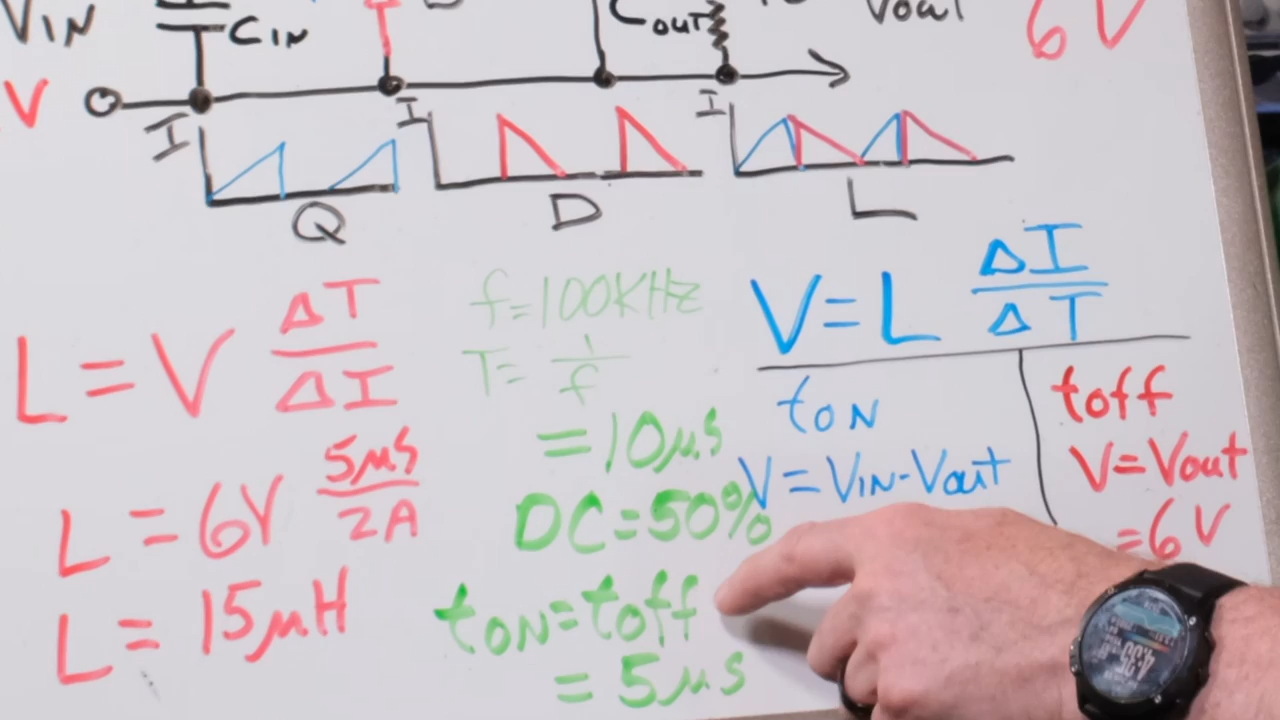 VIN
CIN
COUT
Vout
6V
V
I
I
I
Q
D
L
L = V ΔT/ΔI
L = 6V 5μs/2A
L = 15μH
f=100KHz
T= 1/f
= 10μs
DC=50%
tON=toff
= 5μs
V=L ΔI/ΔT
tON
V=VIN-Vout
toff
V=Vout
=6V